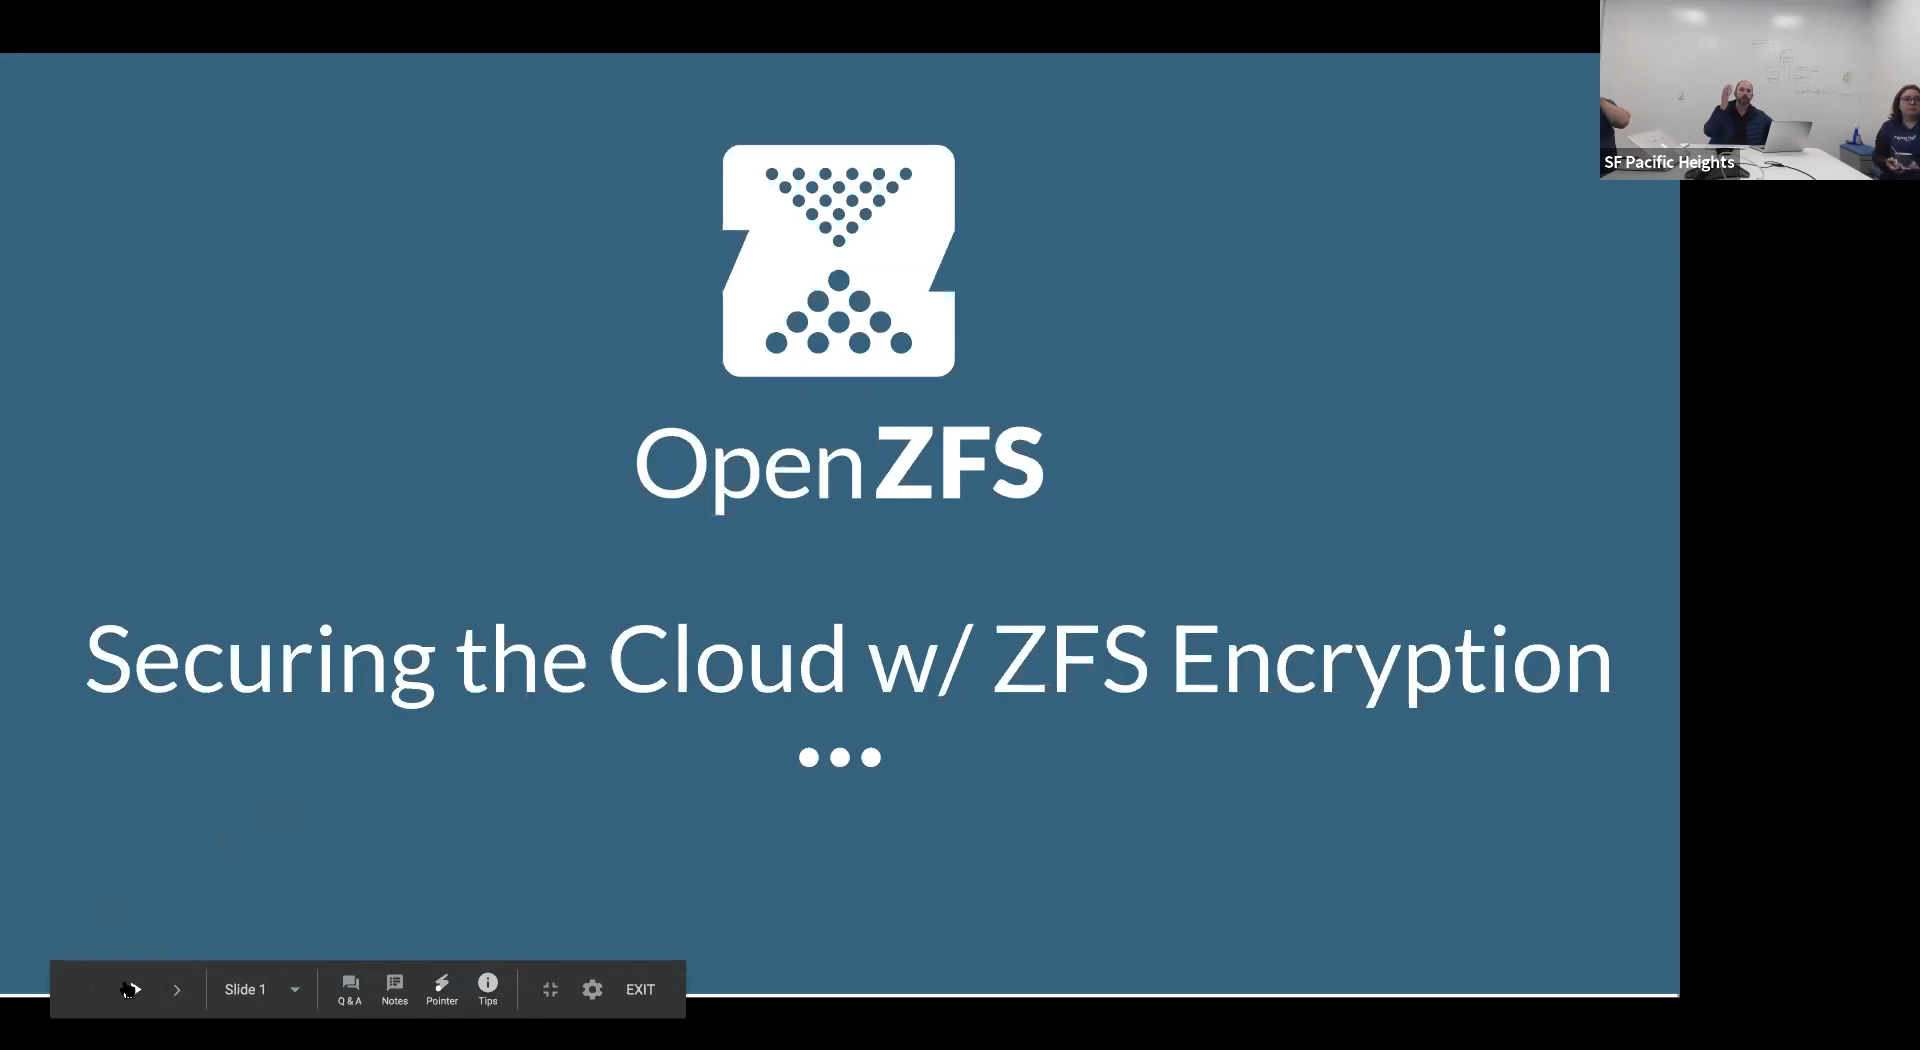 SF Pacific Heights
OpenZFS
Securing the Cloud w/ ZFS Encryption
Slide 1
Q & A
Notes
Pointer
Tips
EXIT